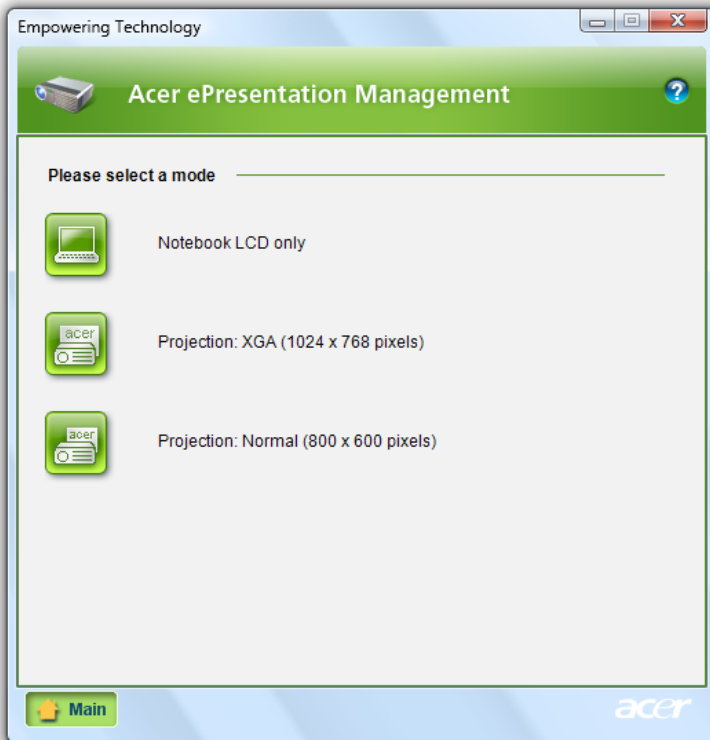 Empowering Technology
Acer ePresentation Management
?
Please select a mode
Notebook LCD only
acer
Projection: XGA (1024 x 768 pixels)
acer
Projection: Normal (800 x 600 pixels)
Main
acer